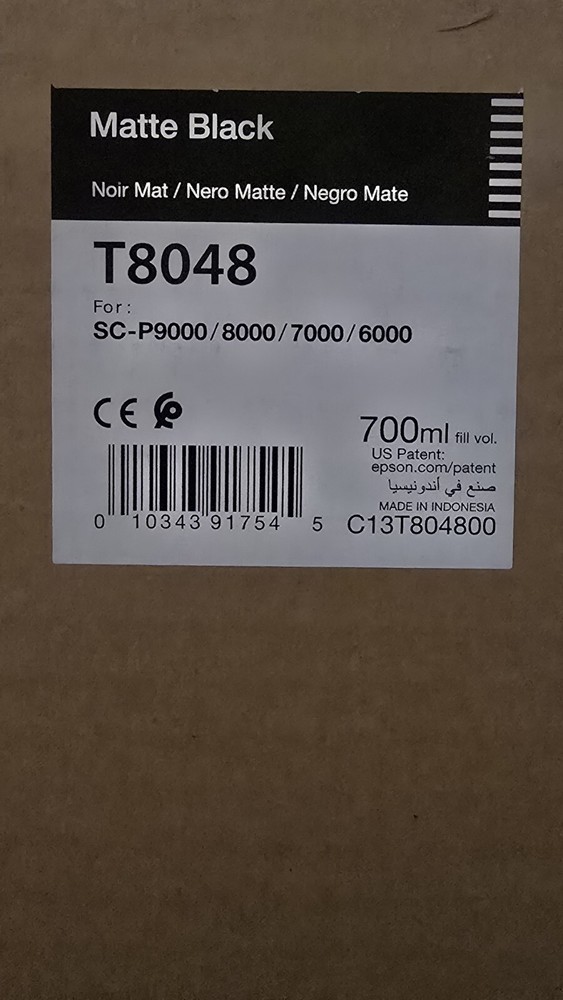 Matte Black
Noir Mat / Nero Matte / Negro Mate
T8048
For :
SC-P9000/8000/7000/6000
CE
700ml fill vol.
US Patent:
epson.com/patent
صنع في أندونيسيا
MADE IN INDONESIA
0 10343 91754 5
C13T804800